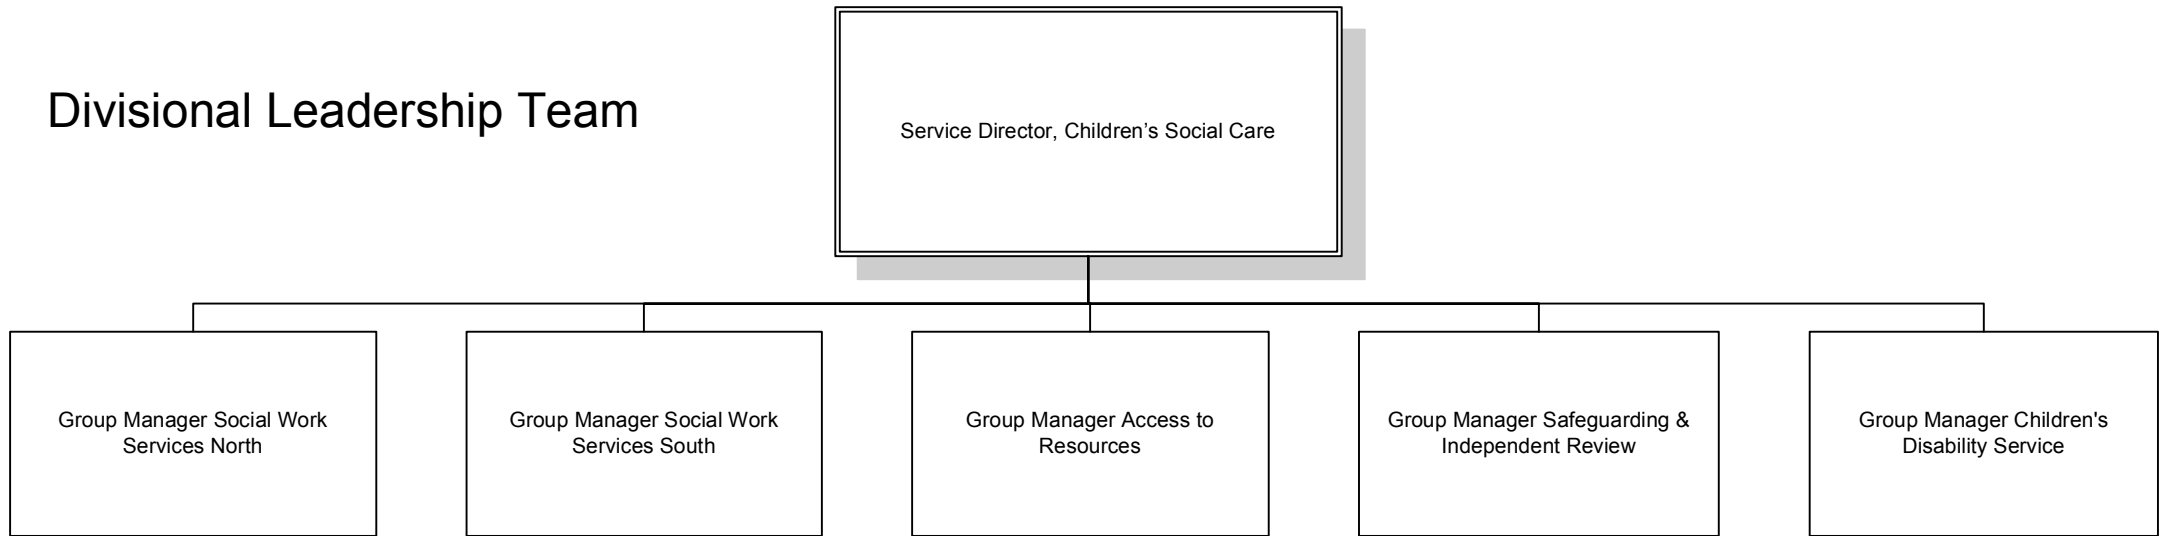 Divisional Leadership Team
Service Director, Children’s Social Care
Group Manager Social Work
Services North
Group Manager Social Work
Services South
Group Manager Access to
Resources
Group Manager Safeguarding &
Independent Review
Group Manager Children's
Disability Service